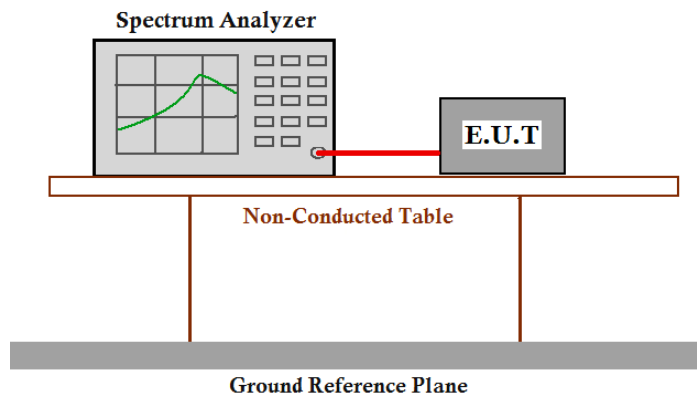 Spectrum Analyzer
E.U.T
Non-Conducted Table
Ground Reference Plane